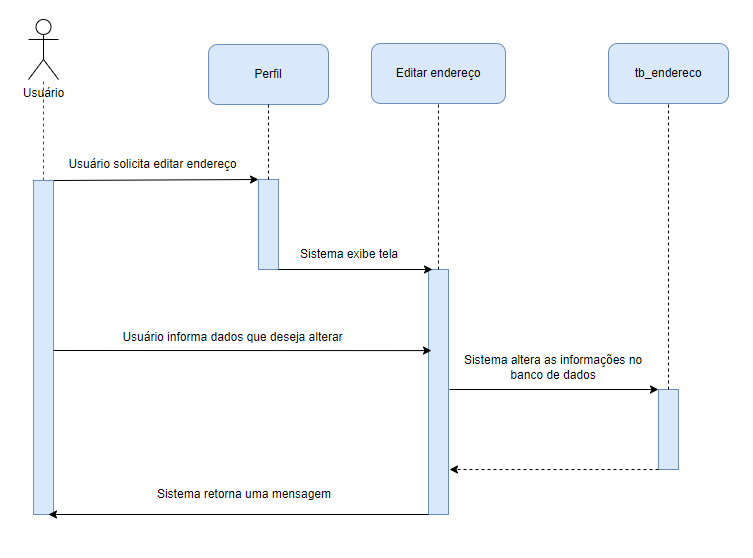 Usuário
Perfil
Editar endereço
tb_endereco
Usuário solicita editar endereço
Sistema exibe tela
Usuário informa dados que deseja alterar
Sistema altera as informações no
banco de dados
Sistema retorna uma mensagem